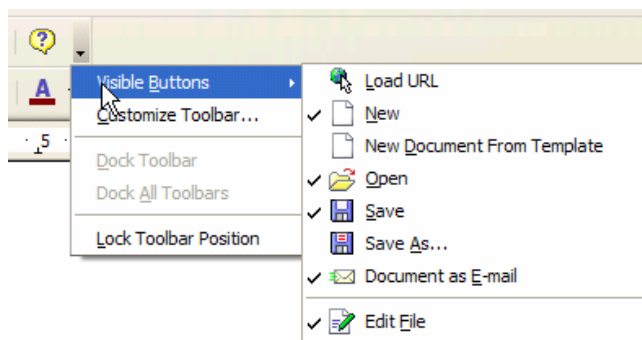 ?
A
5
Visible Buttons
Customize Toolbar...
Dock Toolbar
Dock All Toolbars
Lock Toolbar Position
Load URL
New
New Document From Template
Open
Save
Save As...
Document as E-mail
Edit File